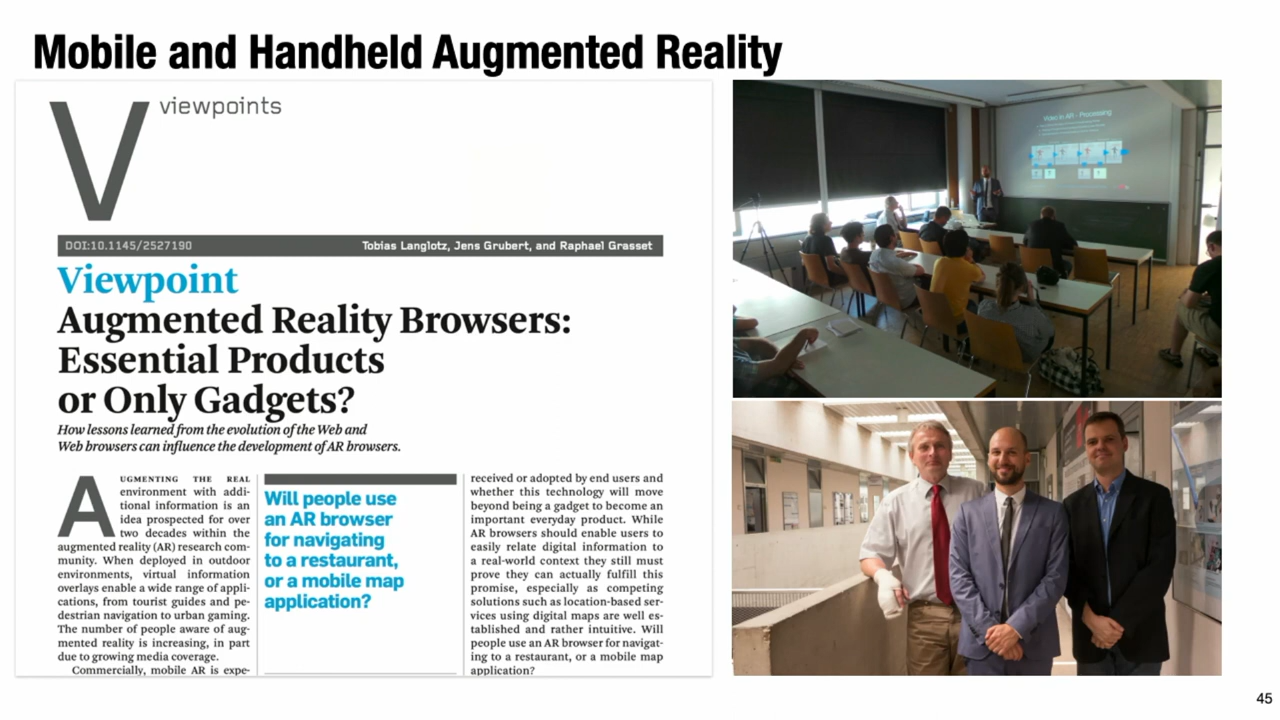 Mobile and Handheld Augmented Reality
V viewpoints
DOI:10.1145/2527190 Tobias Langlotz, Jens Grubert, and Raphael Grasset
Viewpoint
Augmented Reality Browsers:
Essential Products
or Only Gadgets?
How lessons learned from the evolution of the Web and
Web browsers can influence the development of AR browsers.
AUGMENTING THE REAL
environment with addi-
tional information is an
idea prospected for over
two decades within the
augmented reality (AR) research com-
munity. When deployed in outdoor
environments, virtual information
overlays enable a wide range of appli-
cations, from tourist guides and pe-
destrian navigation to urban gaming.
The number of people aware of aug-
mented reality is increasing, in part
due to growing media coverage.
Commercially, mobile AR is expe-
Will people use
an AR browser
for navigating
to a restaurant,
or a mobile map
application?
received or adopted by end users and
whether this technology will move
beyond being a gadget to become an
important everyday product. While
AR browsers should enable users to
easily relate digital information to
a real-world context they still must
prove they can actually fulfill this
promise, especially as competing
solutions such as location-based ser-
vices using digital maps are well es-
tablished and rather intuitive. Will
people use an AR browser for navigat-
ing to a restaurant, or a mobile map
application?
Video in AR - Processing
45